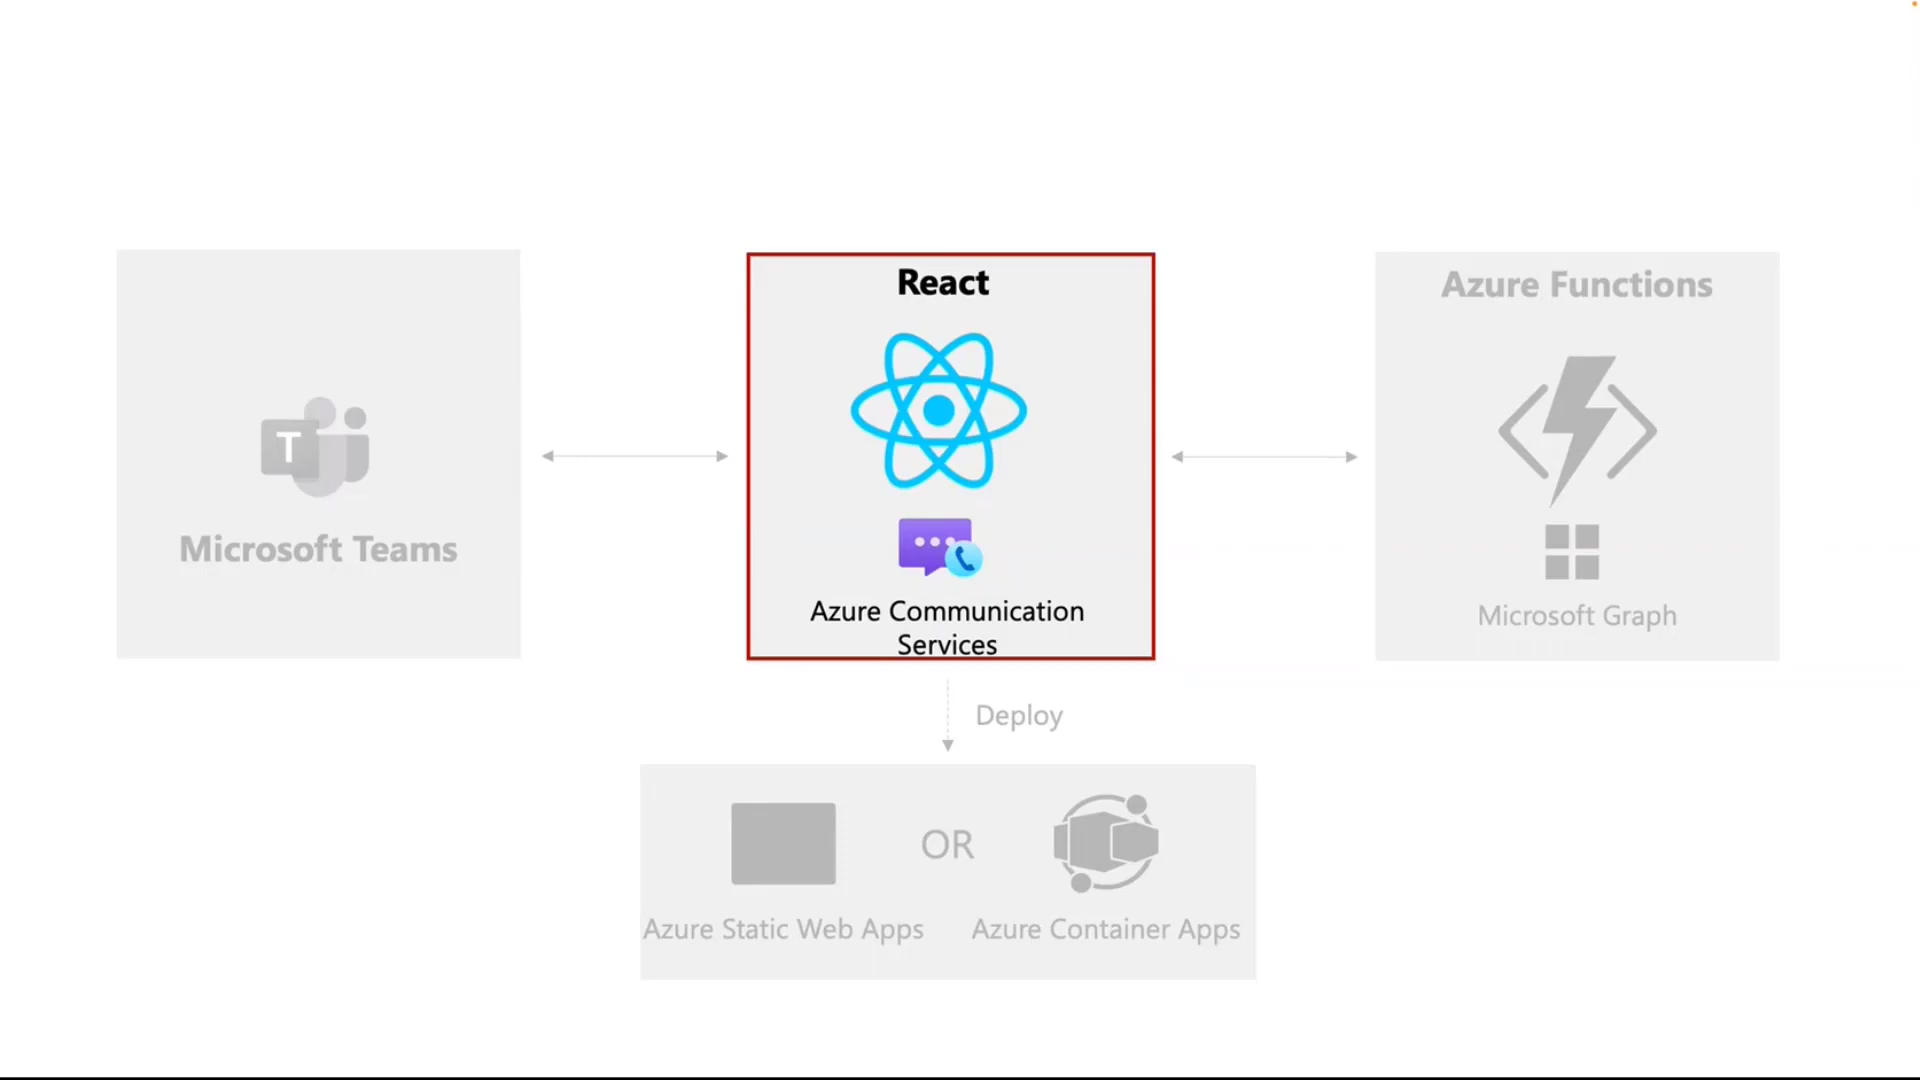 React
Azure Functions
T
Microsoft Teams
Azure Communication
Services
Microsoft Graph
Deploy
OR
Azure Static Web Apps
Azure Container Apps